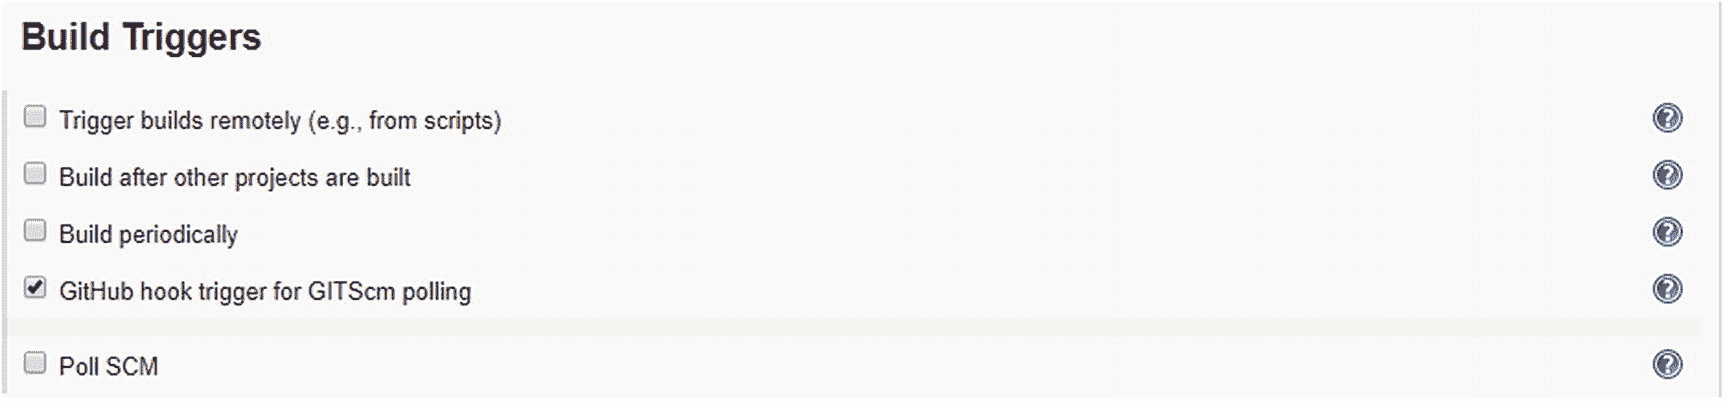 Build Triggers
Trigger builds remotely (e.g., from scripts)
Build after other projects are built
Build periodically
GitHub hook trigger for GITScm polling
Poll SCM